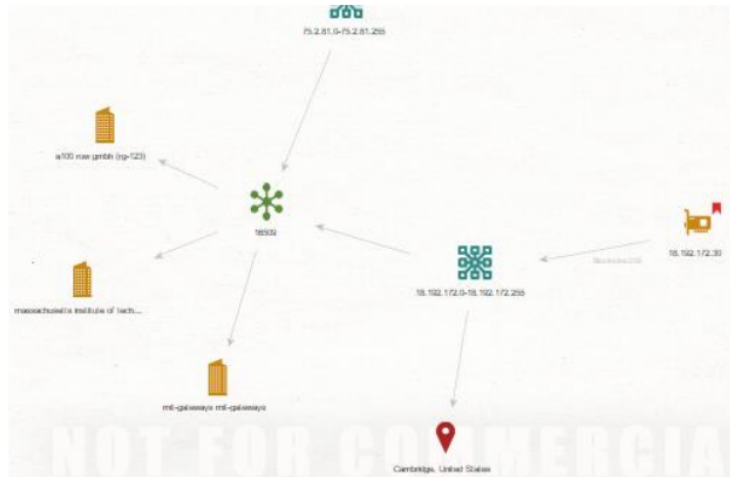 75.2.81.0-75.2.81.255
a100 row gmbh (rg-123)
16509
18.192.172.30
18.192.172.0-18.192.172.255
massachusetts institute of tech...
mit-gateways mit-gateways
Cambridge, United States
NOT FOR COMMERCIA